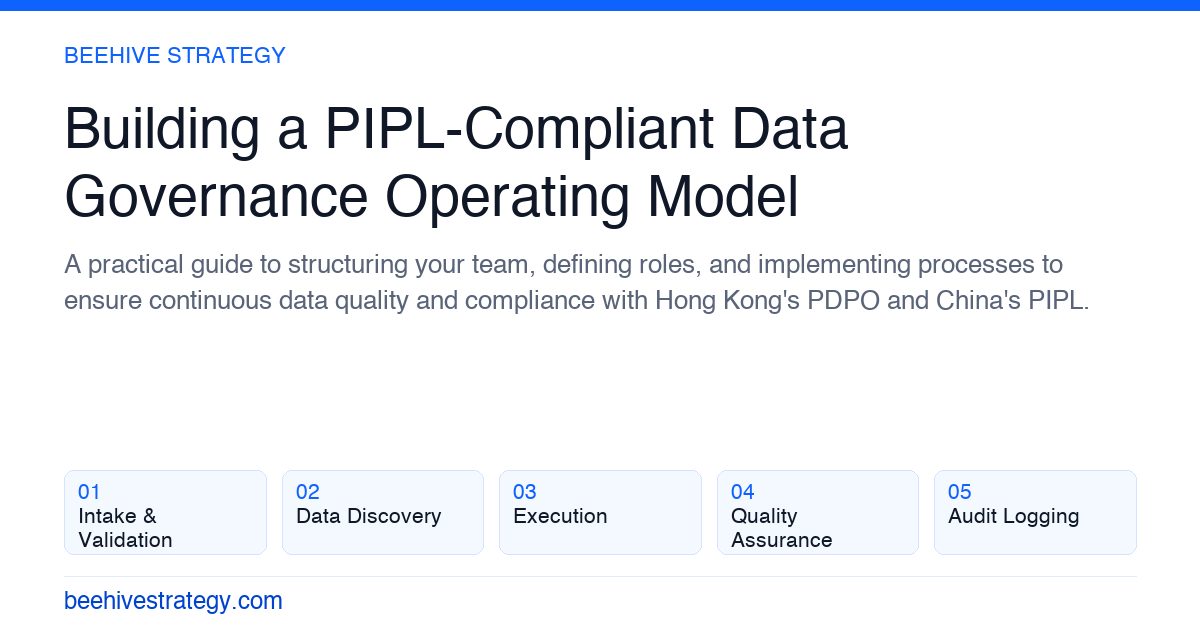 BEEHIVE STRATEGY
Building a PIPL-Compliant Data
Governance Operating Model
A practical guide to structuring your team, defining roles, and implementing processes to
ensure continuous data quality and compliance with Hong Kong's PDPO and China's PIPL.
01
Intake &
Validation
02
Data Discovery
03
Execution
04
Quality
Assurance
05
Audit Logging
beehivestrategy.com